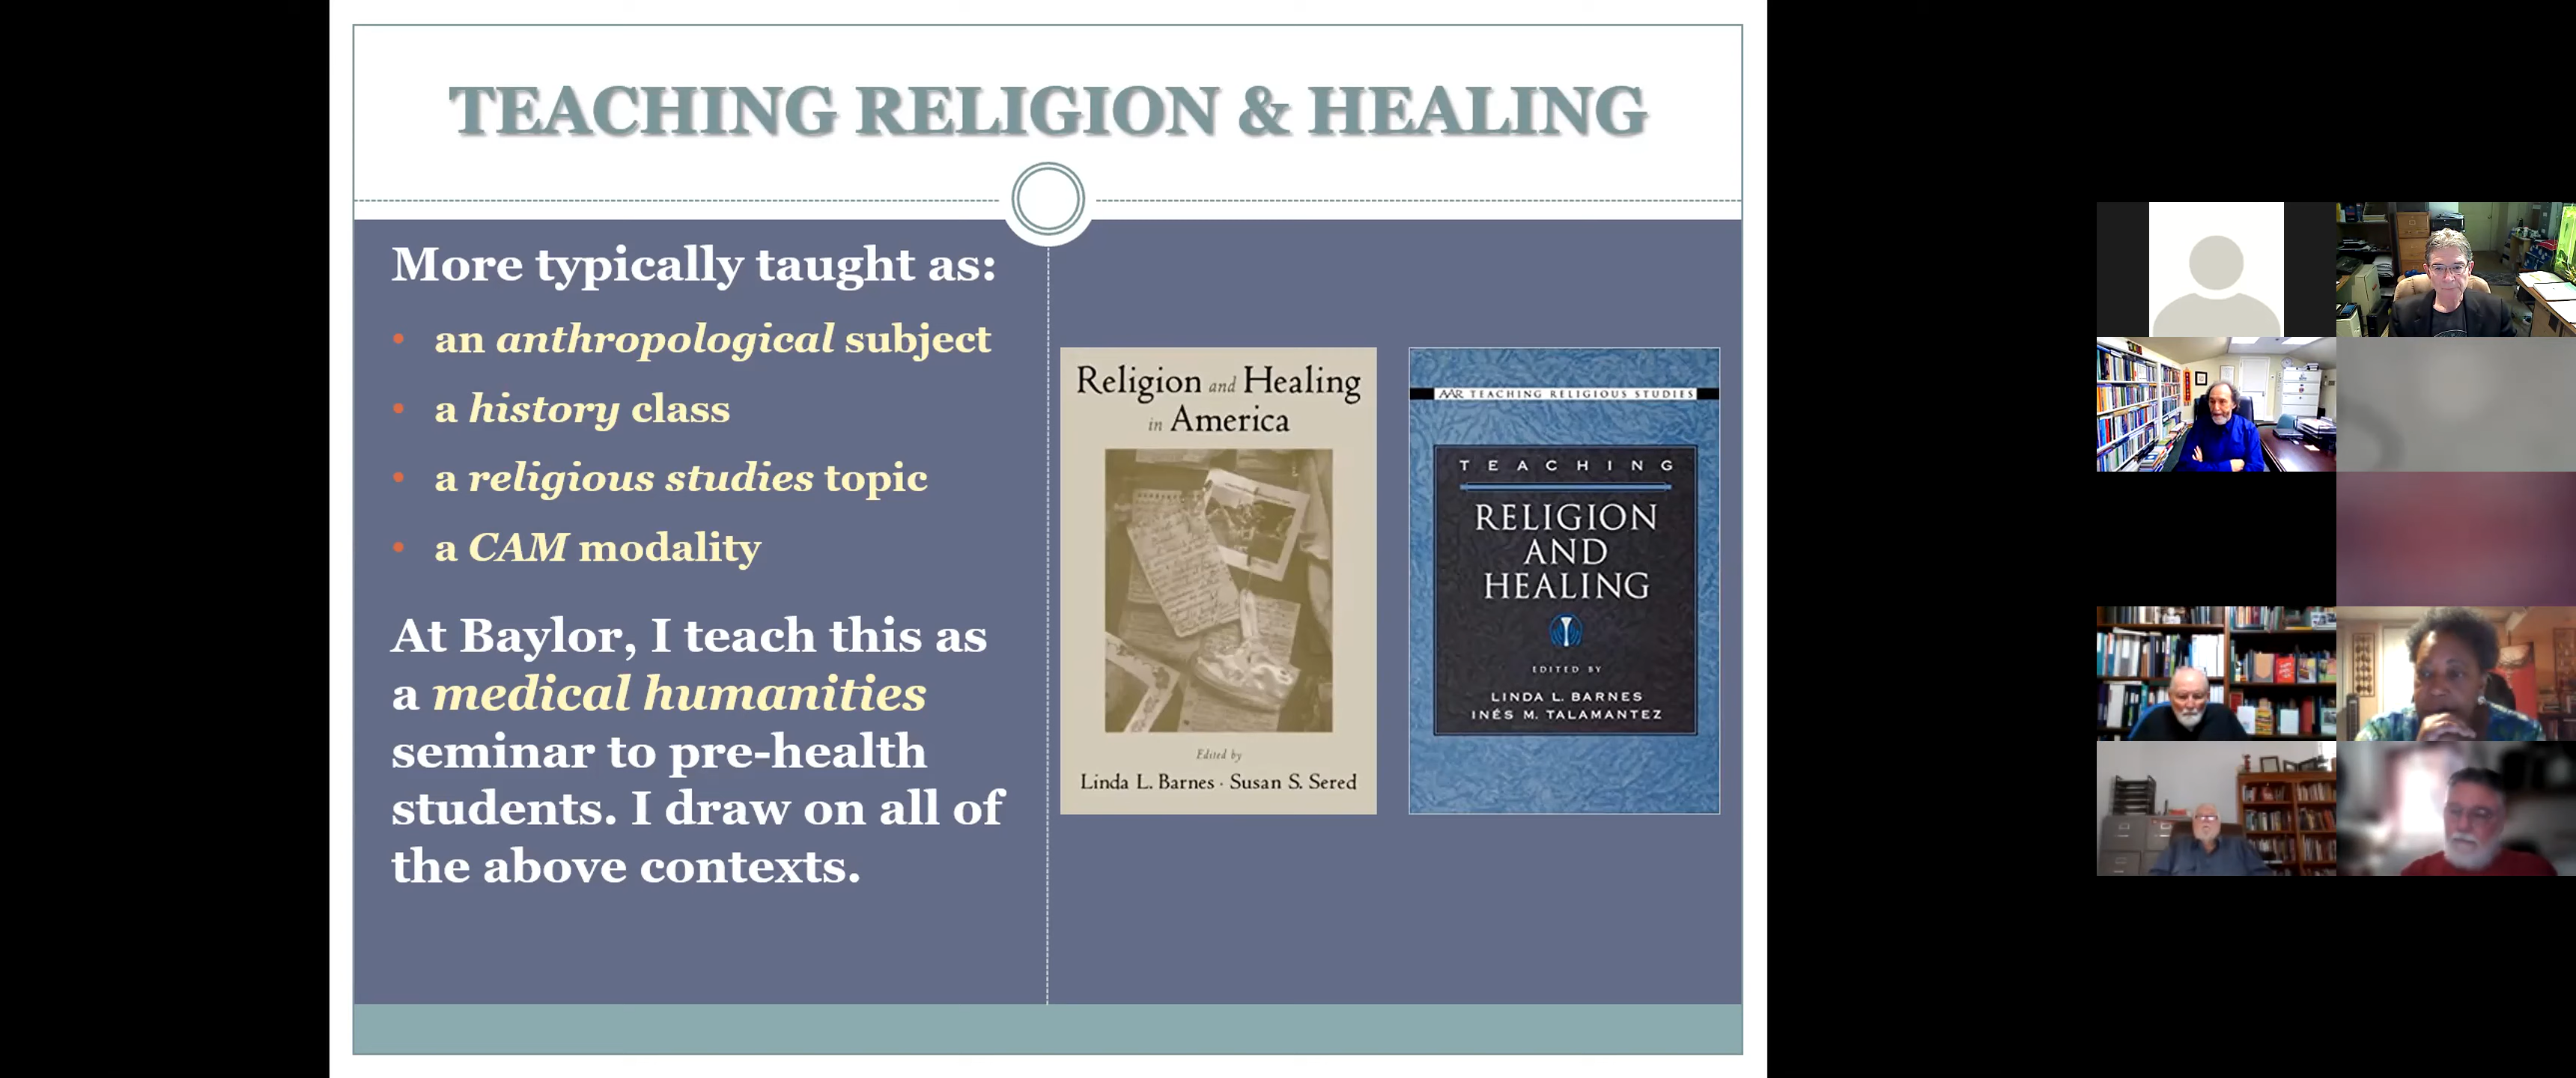 TEACHING RELIGION & HEALING
More typically taught as:
• an anthropological subject
• a history class
• a religious studies topic
• a CAM modality
At Baylor, I teach this as
a medical humanities
seminar to pre-health
students. I draw on all of
the above contexts.
Religion and Healing
in America
Edited by
Linda L. Barnes · Susan S. Sered
AAR TEACHING RELIGIOUS STUDIES
TEACHING
RELIGION
AND
HEALING
EDITED BY
LINDA L. BARNES
INÉS M. TALAMANTEZ